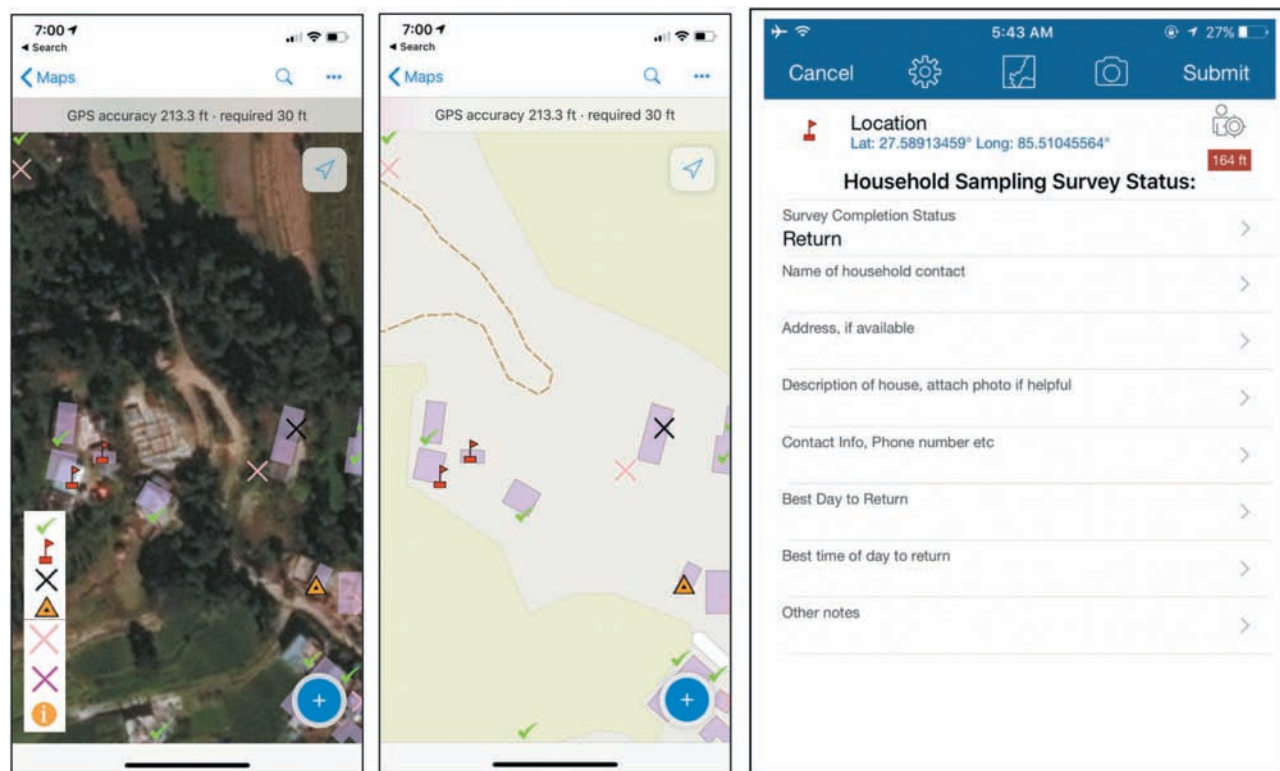 7:00
◀ Search
Maps
GPS accuracy 213.3 ft · required 30 ft
7:00
◀ Search
Maps
GPS accuracy 213.3 ft · required 30 ft
5:43 AM
27%
Cancel
Submit
Location
Lat: 27.58913459° Long: 85.51045564°
164 ft
Household Sampling Survey Status:
Survey Completion Status
Return
Name of household contact
Address, if available
Description of house, attach photo if helpful
Contact Info, Phone number etc
Best Day to Return
Best time of day to return
Other notes